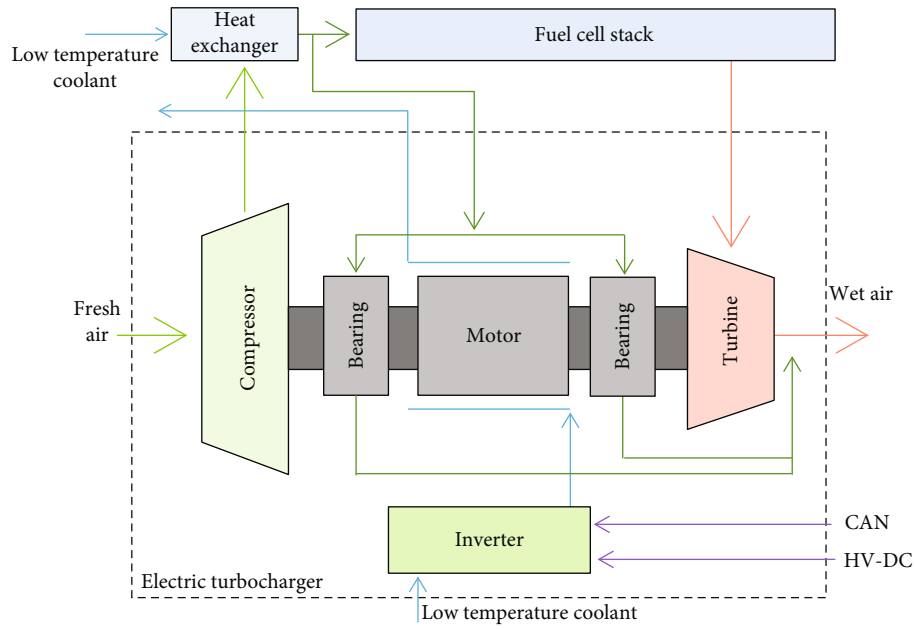 Heat
exchanger
Fuel cell stack
Low temperature
coolant
Fresh
air
Compressor
Bearing
Motor
Bearing
Turbine
Wet air
Inverter
CAN
HV-DC
Electric turbocharger
Low temperature coolant